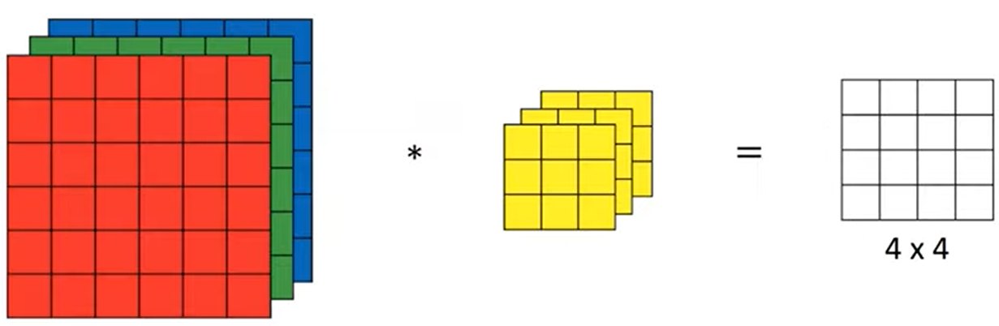 * =
4 x 4